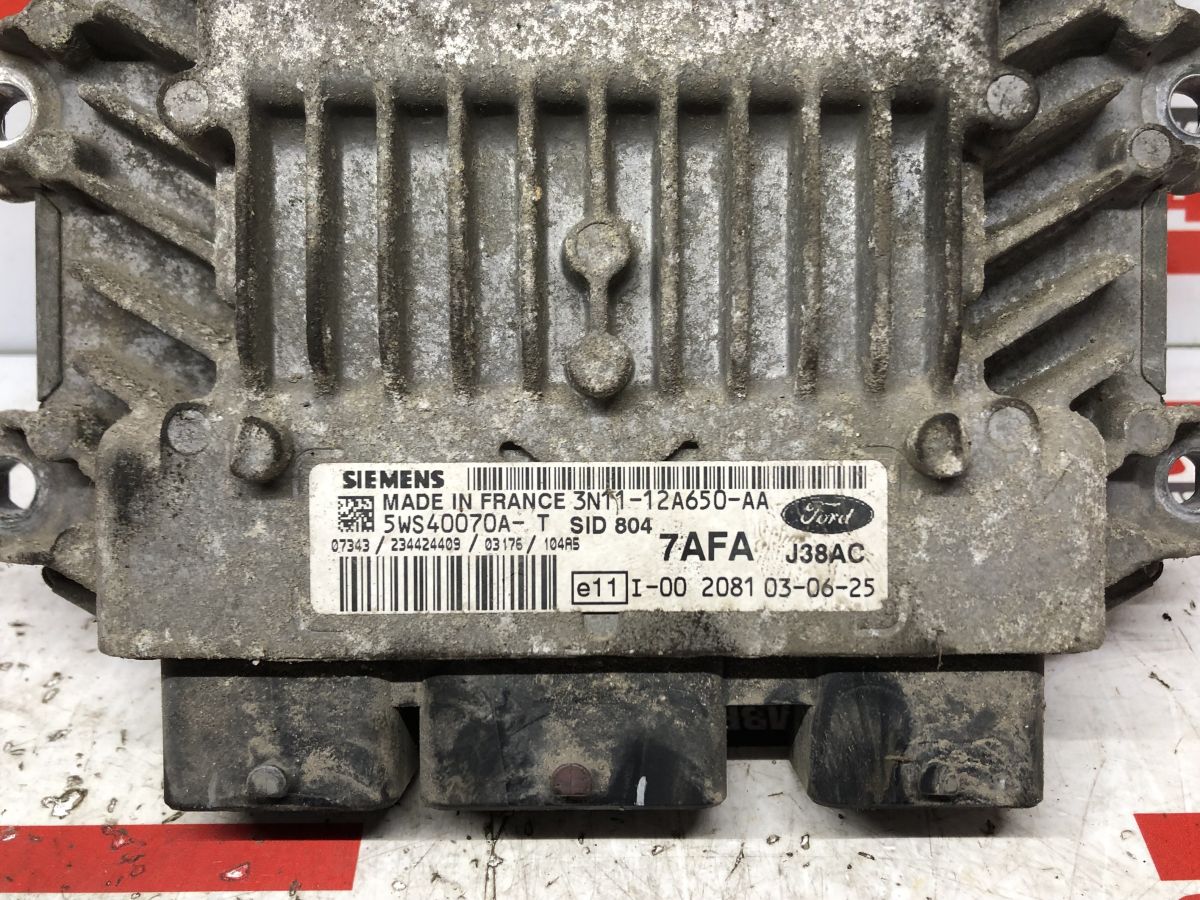 SIEMENS
MADE IN FRANCE 3N11-12A650-AA
5WS40070A- T SID 804
Ford
07343 / 234424409 / 03176 / 104A5
7AFA J38AC
e11 I-00 2081 03-06-25